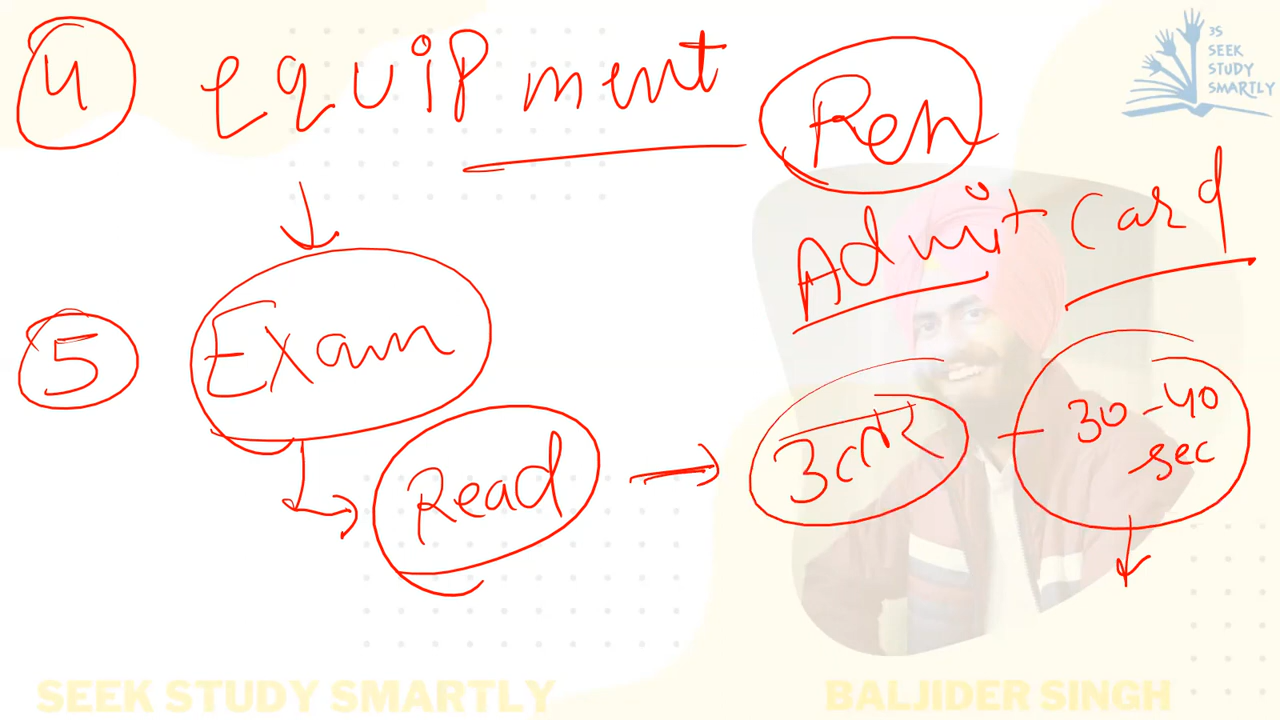 4 equipment Pen
Admit Card
5 Exam
Read → - 30-40
sec
3S
SEEK
STUDY
SMARTLY
SEEK STUDY SMARTLY
BALJIDER SINGH